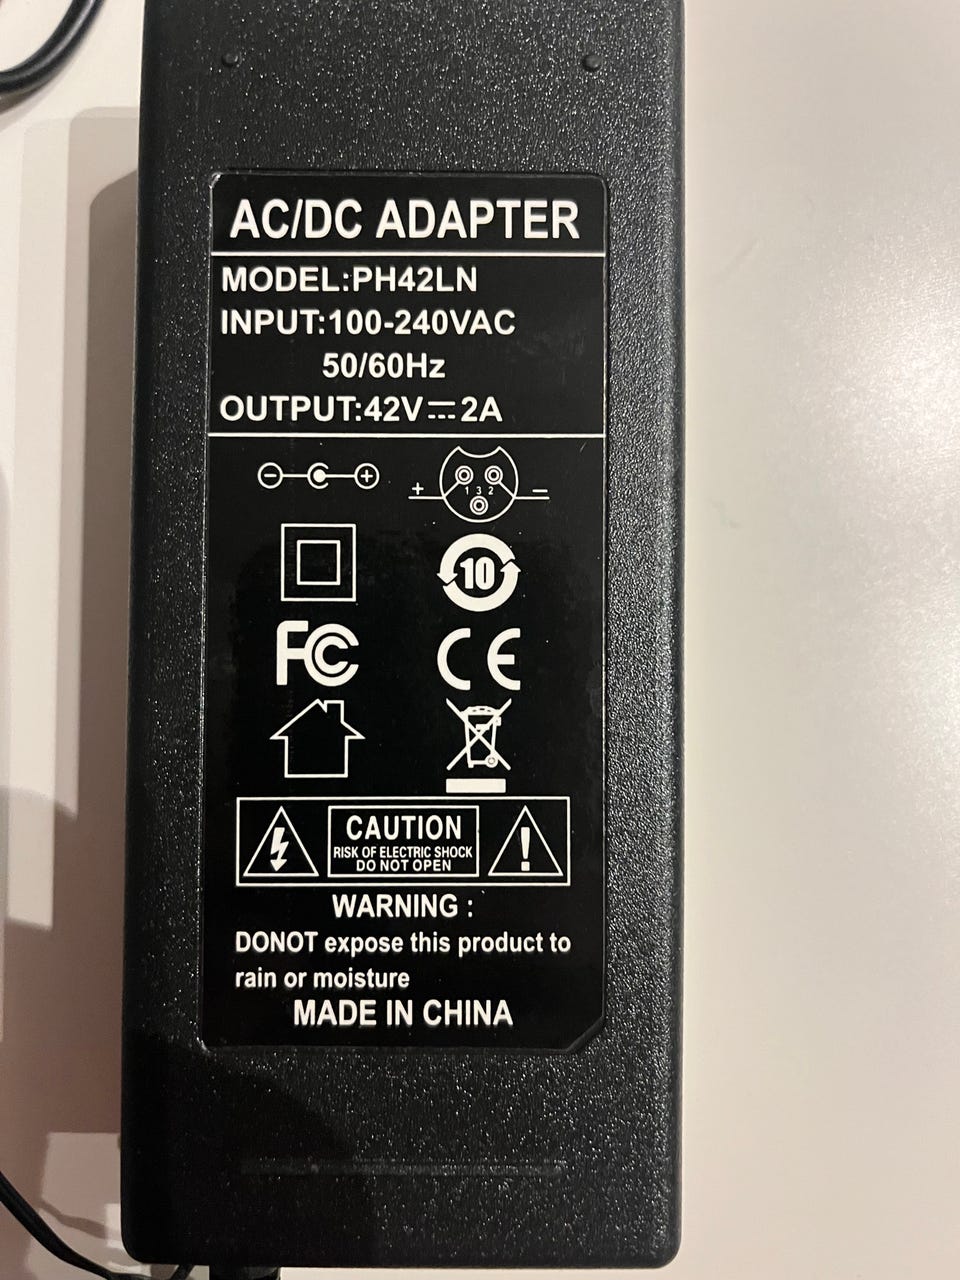 AC/DC ADAPTER
MODEL:PH42LN
INPUT:100-240VAC
50/60Hz
OUTPUT:42V⎓2A
- +
+ 1 3 2 -
10
FC
CE
CAUTION
RISK OF ELECTRIC SHOCK
DO NOT OPEN
!
WARNING :
DONOT expose this product to
rain or moisture
MADE IN CHINA